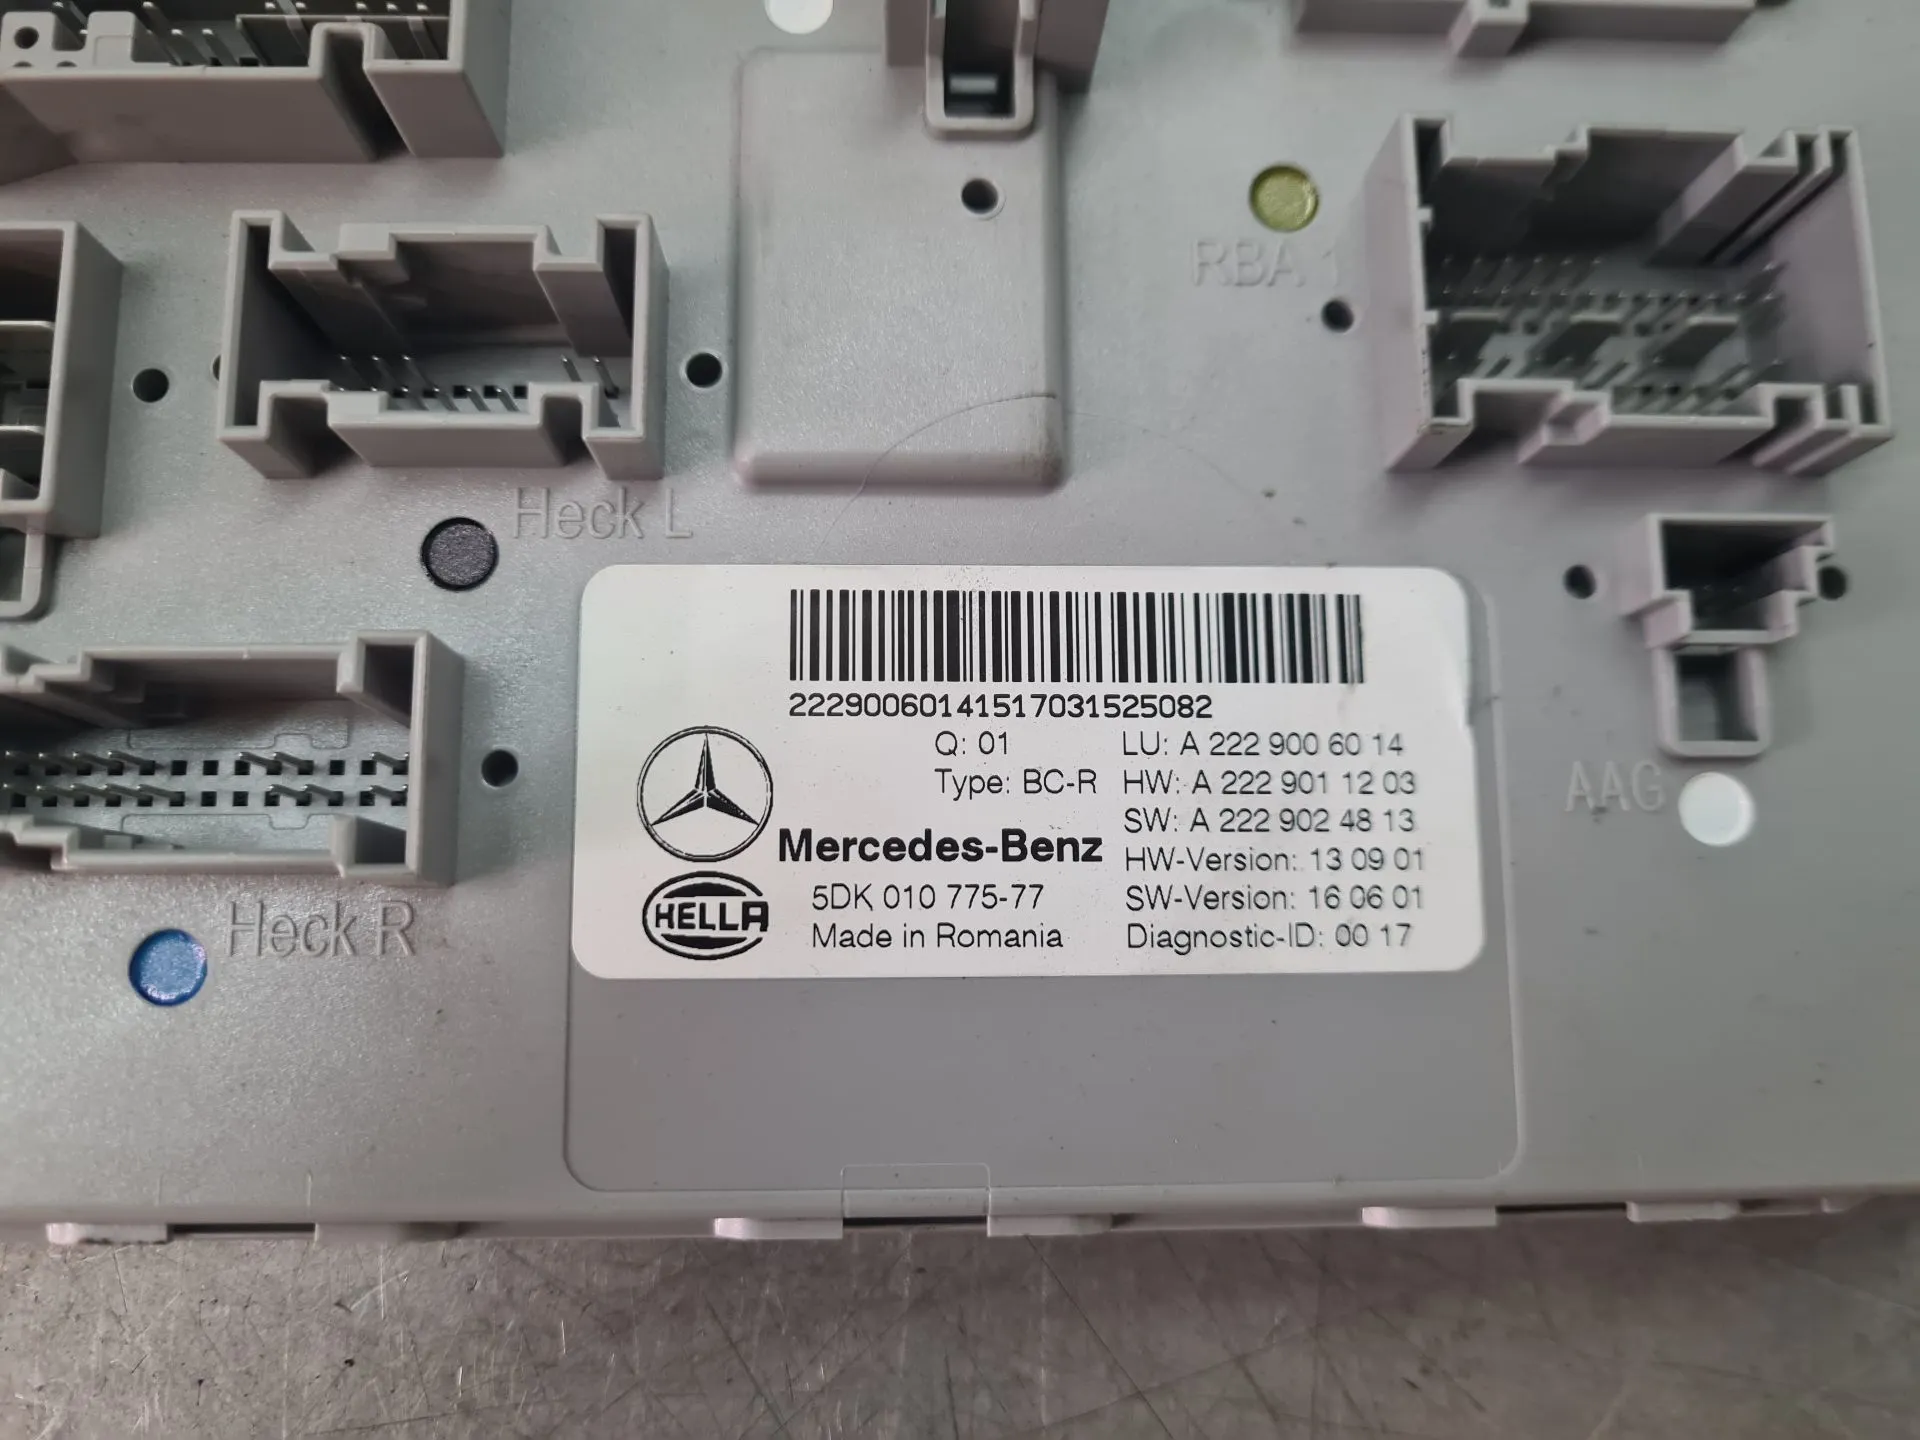 RBA 1
Heck L
22290060141517031525082
Q: 01 LU: A 222 900 60 14
Type: BC-R HW: A 222 901 12 03
SW: A 222 902 48 13
Mercedes-Benz HW-Version: 13 09 01
HELLA 5DK 010 775-77 SW-Version: 16 06 01
Made in Romania Diagnostic-ID: 00 17
AAG
Heck R